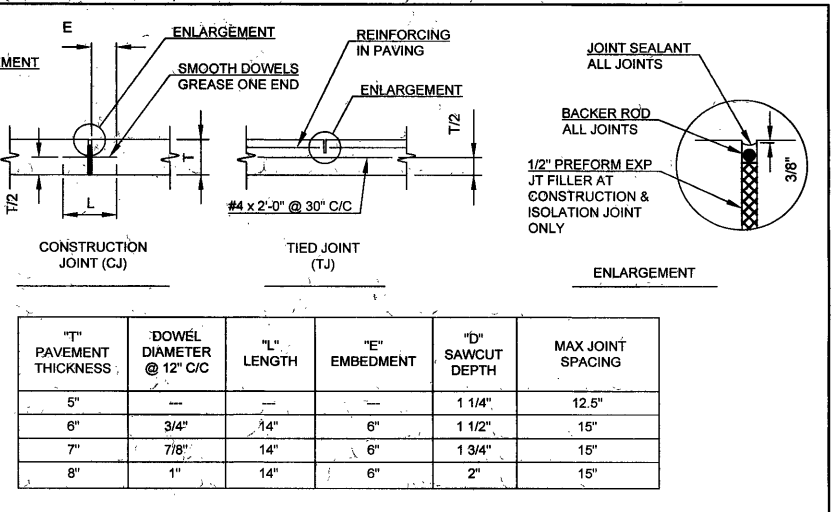 E
ENLARGEMENT
SMOOTH DOWELS
GREASE ONE END
MENT
T
T/2
L
CONSTRUCTION
JOINT (CJ)
REINFORCING
IN PAVING
ENLARGEMENT
T/2
#4 x 2'-0" @ 30" C/C
TIED JOINT
(TJ)
JOINT SEALANT
ALL JOINTS
BACKER ROD
ALL JOINTS
1/2" PREFORM EXP
JT FILLER AT
CONSTRUCTION &
ISOLATION JOINT
ONLY
3/8"
ENLARGEMENT
"T"
PAVEMENT
THICKNESS
DOWEL
DIAMETER
@ 12" C/C
"L"
LENGTH
"E"
EMBEDMENT
"D"
SAWCUT
DEPTH
MAX JOINT
SPACING
5" --- --- --- 1 1/4" 12.5"
6" 3/4" 14" 6" 1 1/2" 15"
7" 7/8" 14" 6" 1 3/4" 15"
8" 1" 14" 6" 2" 15"